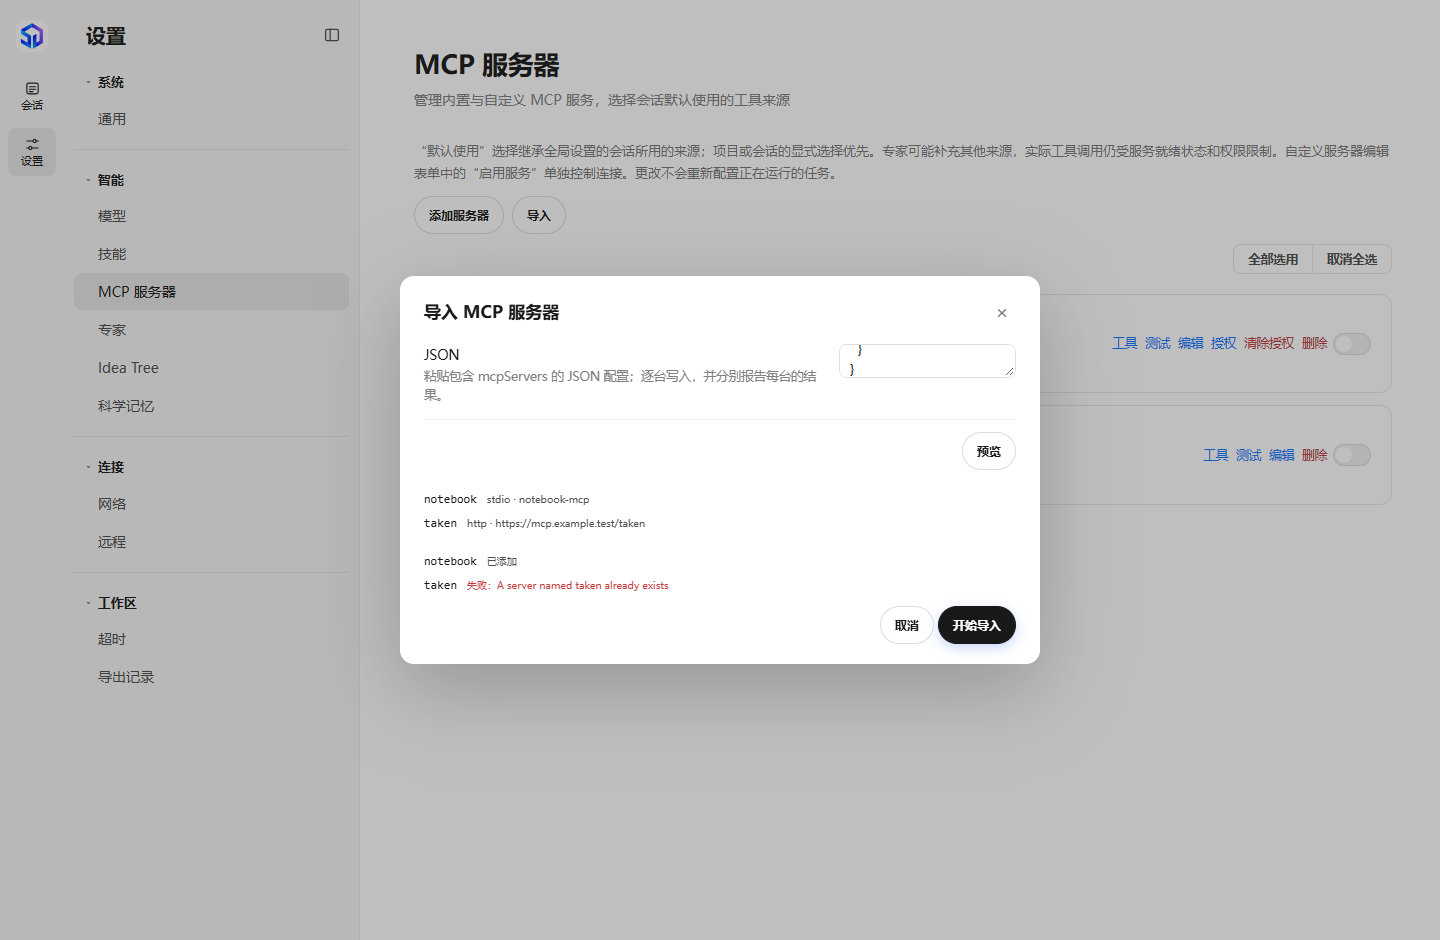 会话
设置
设置
系统
通用
智能
模型
技能
MCP 服务器
专家
Idea Tree
科学记忆
连接
网络
远程
工作区
超时
导出记录
MCP 服务器
管理内置与自定义 MCP 服务，选择会话默认使用的工具来源
“默认使用”选择继承全局设置的会话所用的来源；项目或会话的显式选择优先。专家可能补充其他来源，实际工具调用仍受服务就绪状态和权限限制。自定义服务器编辑
表单中的“启用服务”单独控制连接。更改不会重新配置正在运行的任务。
添加服务器 导入
全部选用 取消全选
工具 测试 编辑 授权 清除授权 删除
工具 测试 编辑 删除
导入 MCP 服务器
JSON
粘贴包含 mcpServers 的 JSON 配置；逐台写入，并分别报告每台的结
果。
}
}
预览
notebook stdio · notebook-mcp
taken http · https://mcp.example.test/taken
notebook 已添加
taken 失败：A server named taken already exists
取消 开始导入